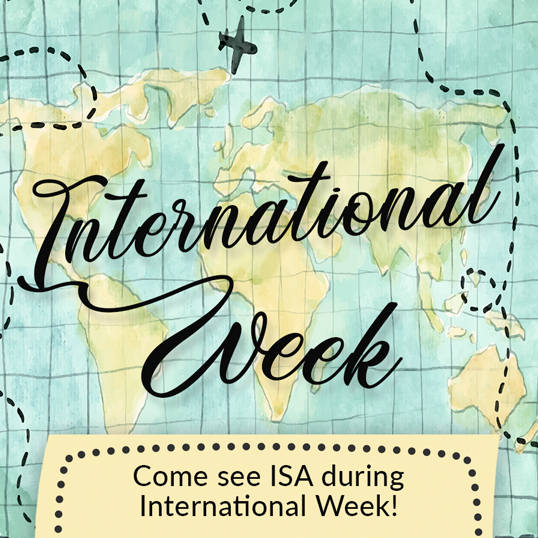 International
Week
Come see ISA during
International Week!